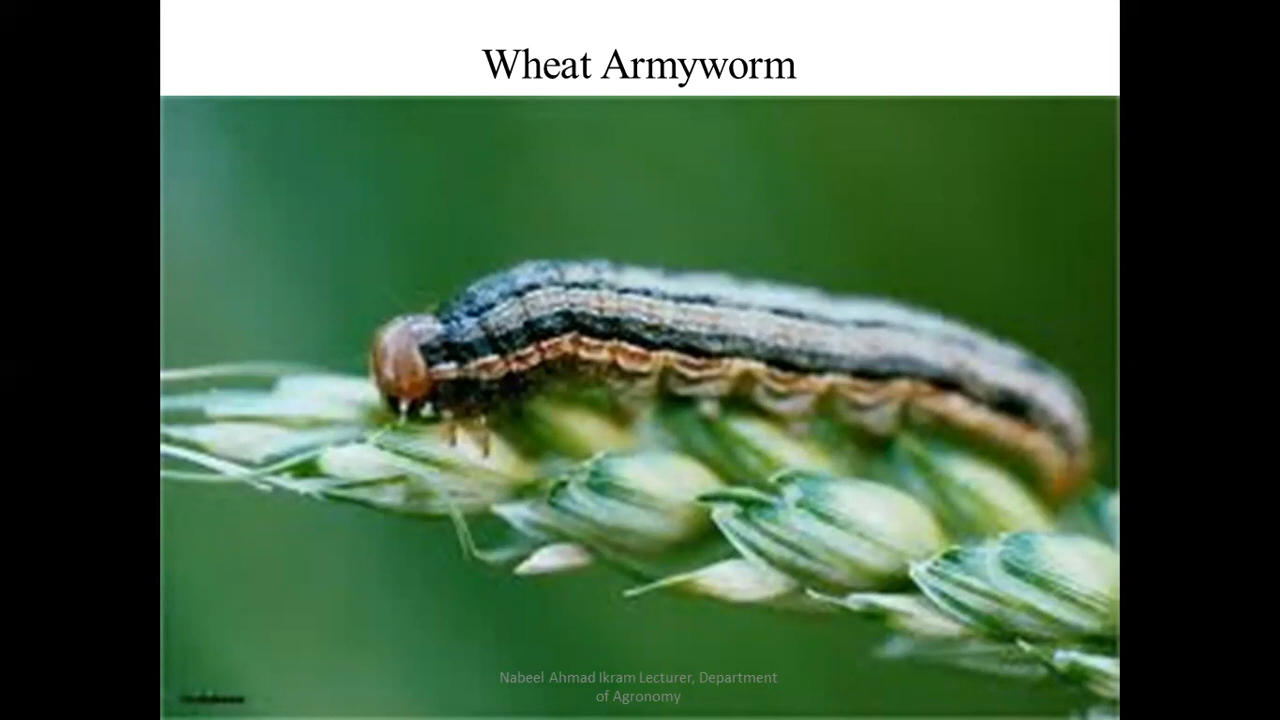 Wheat Armyworm
Nabeel Ahmad Ikram Lecturer, Department
of Agronomy